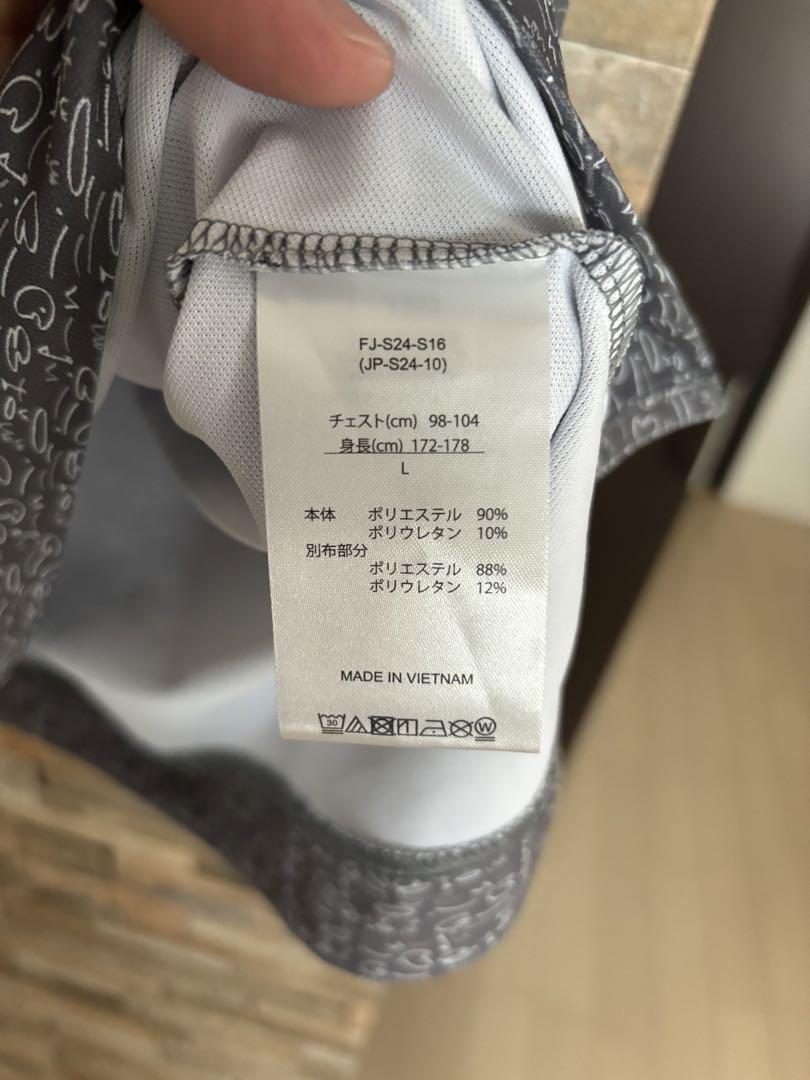 FJ-S24-S16
(JP-S24-10)
チェスト(cm) 98-104
身長(cm) 172-178
L
本体 ポリエステル 90%
ポリウレタン 10%
別布部分
ポリエステル 88%
ポリウレタン 12%
MADE IN VIETNAM
30 W